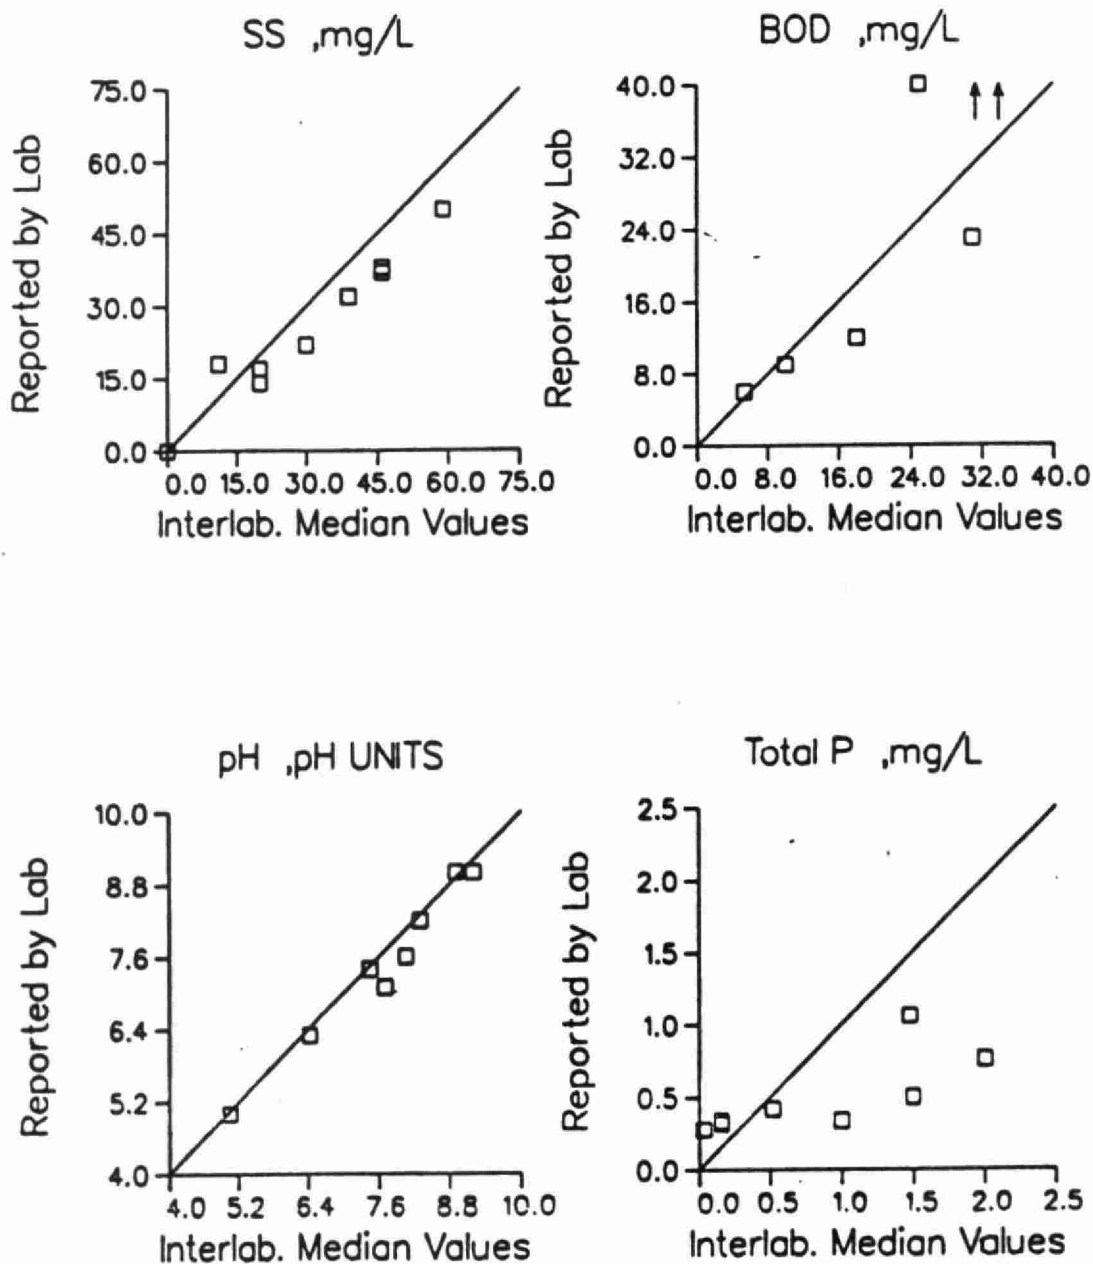 SS ,mg/L
Reported by Lab
75.0
60.0
45.0
30.0
15.0
0.0
0.0 15.0 30.0 45.0 60.0 75.0
Interlab. Median Values
BOD ,mg/L
Reported by Lab
40.0
32.0
24.0
16.0
8.0
0.0
0.0 8.0 16.0 24.0 32.0 40.0
Interlab. Median Values
pH ,pH UNITS
Reported by Lab
10.0
8.8
7.6
6.4
5.2
4.0
4.0 5.2 6.4 7.6 8.8 10.0
Interlab. Median Values
Total P ,mg/L
Reported by Lab
2.5
2.0
1.5
1.0
0.5
0.0
0.0 0.5 1.0 1.5 2.0 2.5
Interlab. Median Values